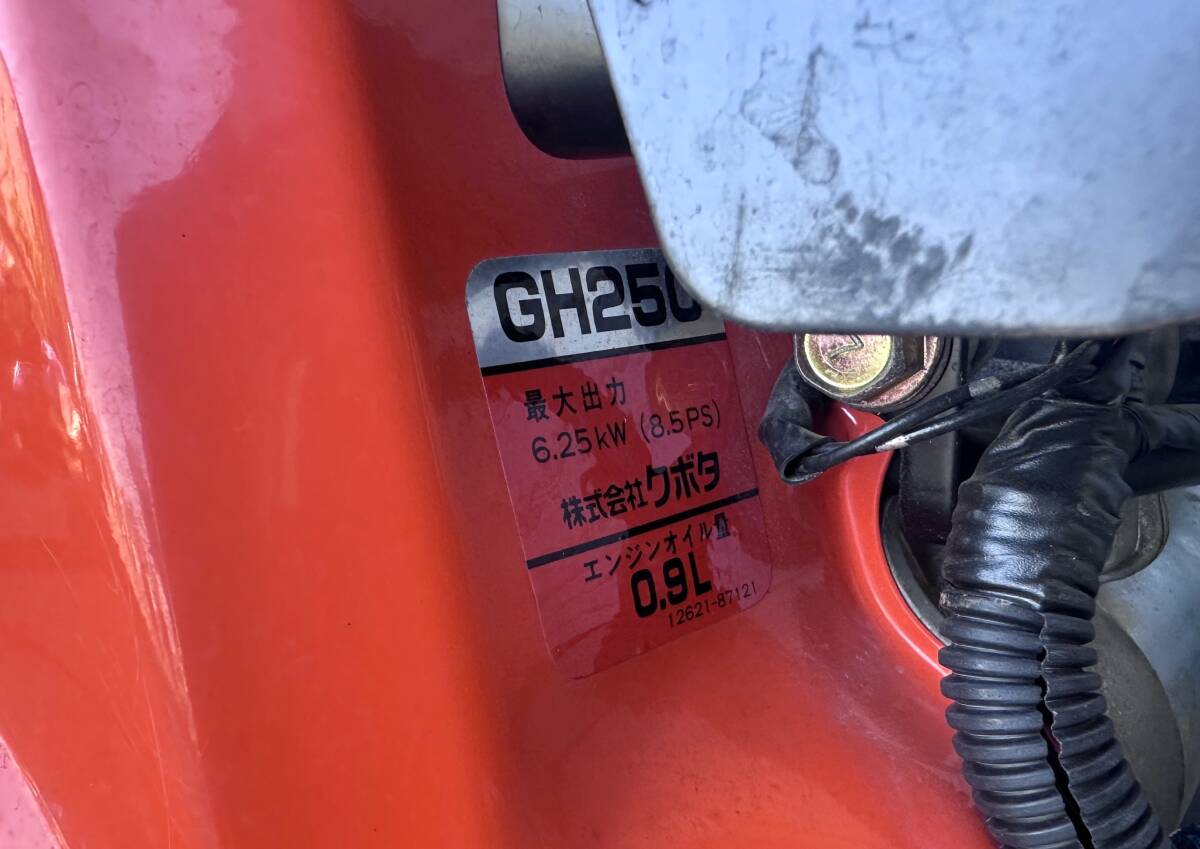 GH250
最大出力
6.25kW (8.5PS)
株式会社クボタ
エンジンオイル量
0.9L
12621-87121
7